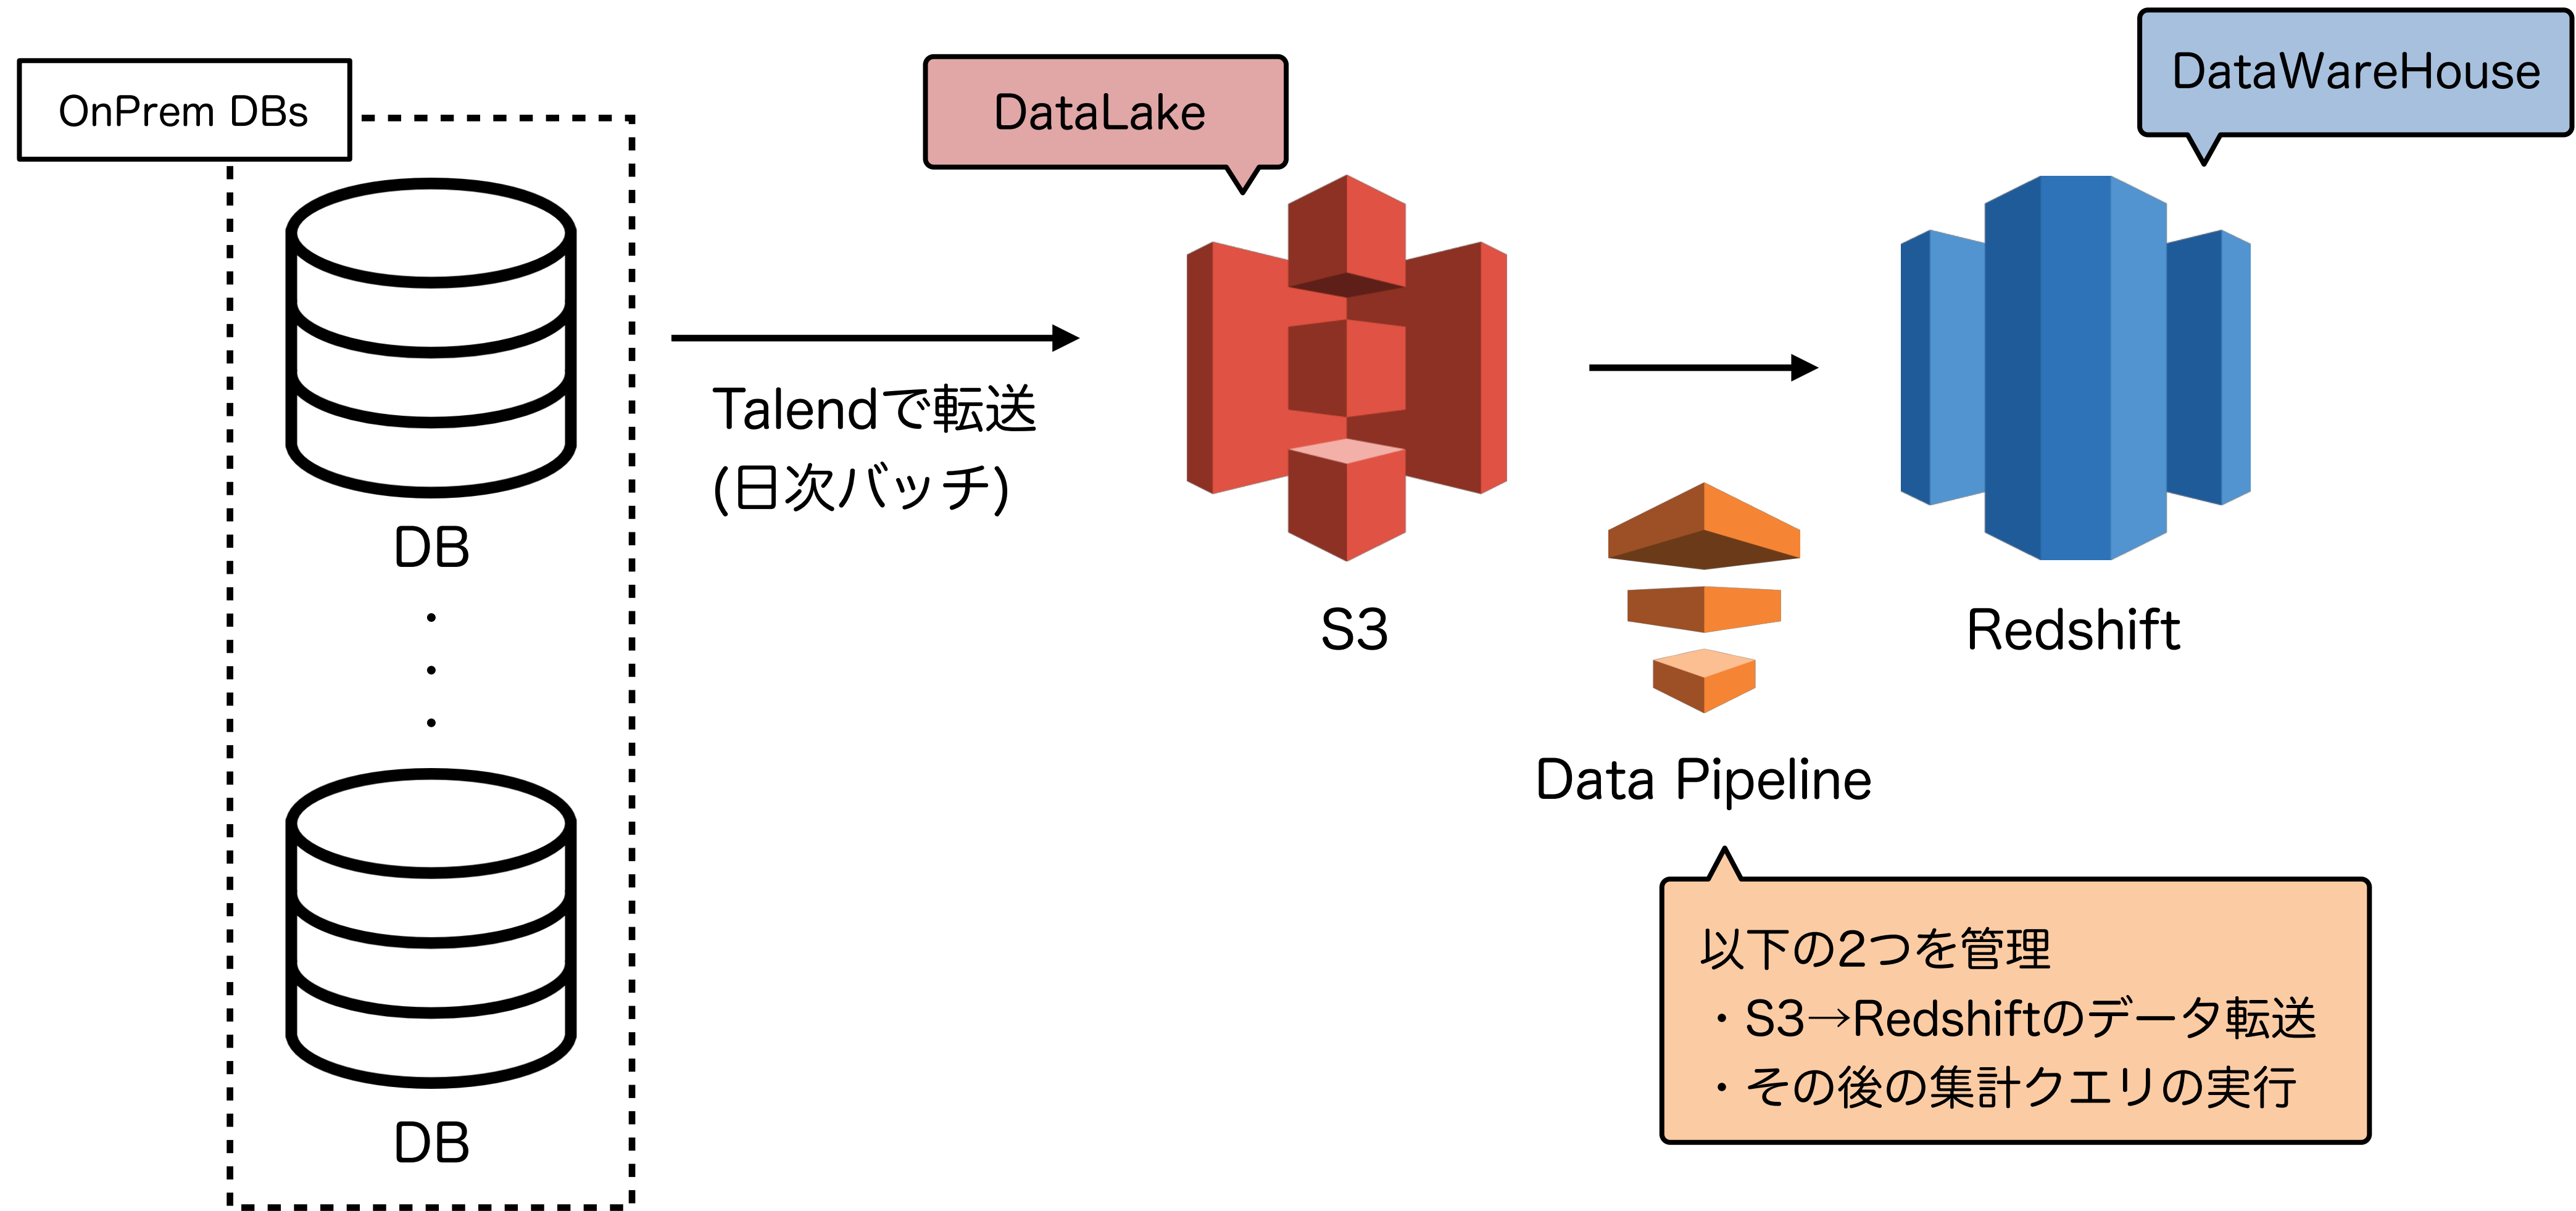 OnPrem DBs
DataLake
DataWareHouse
Talendで転送
(日次バッチ)
DB
・
・
・
DB
S3
Redshift
Data Pipeline
以下の2つを管理
・S3→Redshiftのデータ転送
・その後の集計クエリの実行